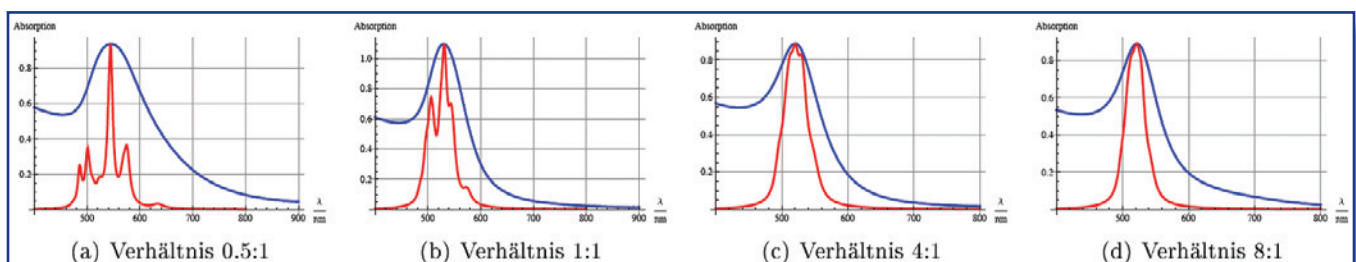 Absorption
0.8
0.6
0.4
0.2
500 600 700 800 900
λ
nm
(a) Verhältnis 0.5:1
Absorption
1.0
0.8
0.6
0.4
0.2
500 600 700 800 900
λ
nm
(b) Verhältnis 1:1
Absorption
0.8
0.6
0.4
0.2
500 600 700 800
λ
nm
(c) Verhältnis 4:1
Absorption
0.8
0.6
0.4
0.2
500 600 700 800
λ
nm
(d) Verhältnis 8:1